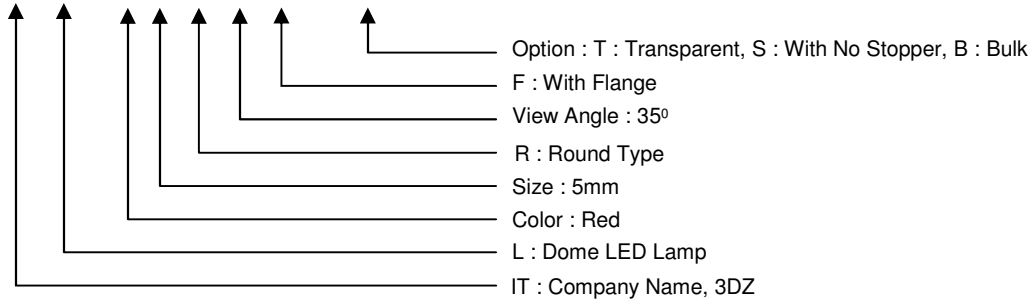 Option : T : Transparent, S : With No Stopper, B : Bulk
F : With Flange
View Angle : 35⁰
R : Round Type
Size : 5mm
Color : Red
L : Dome LED Lamp
IT : Company Name, 3DZ